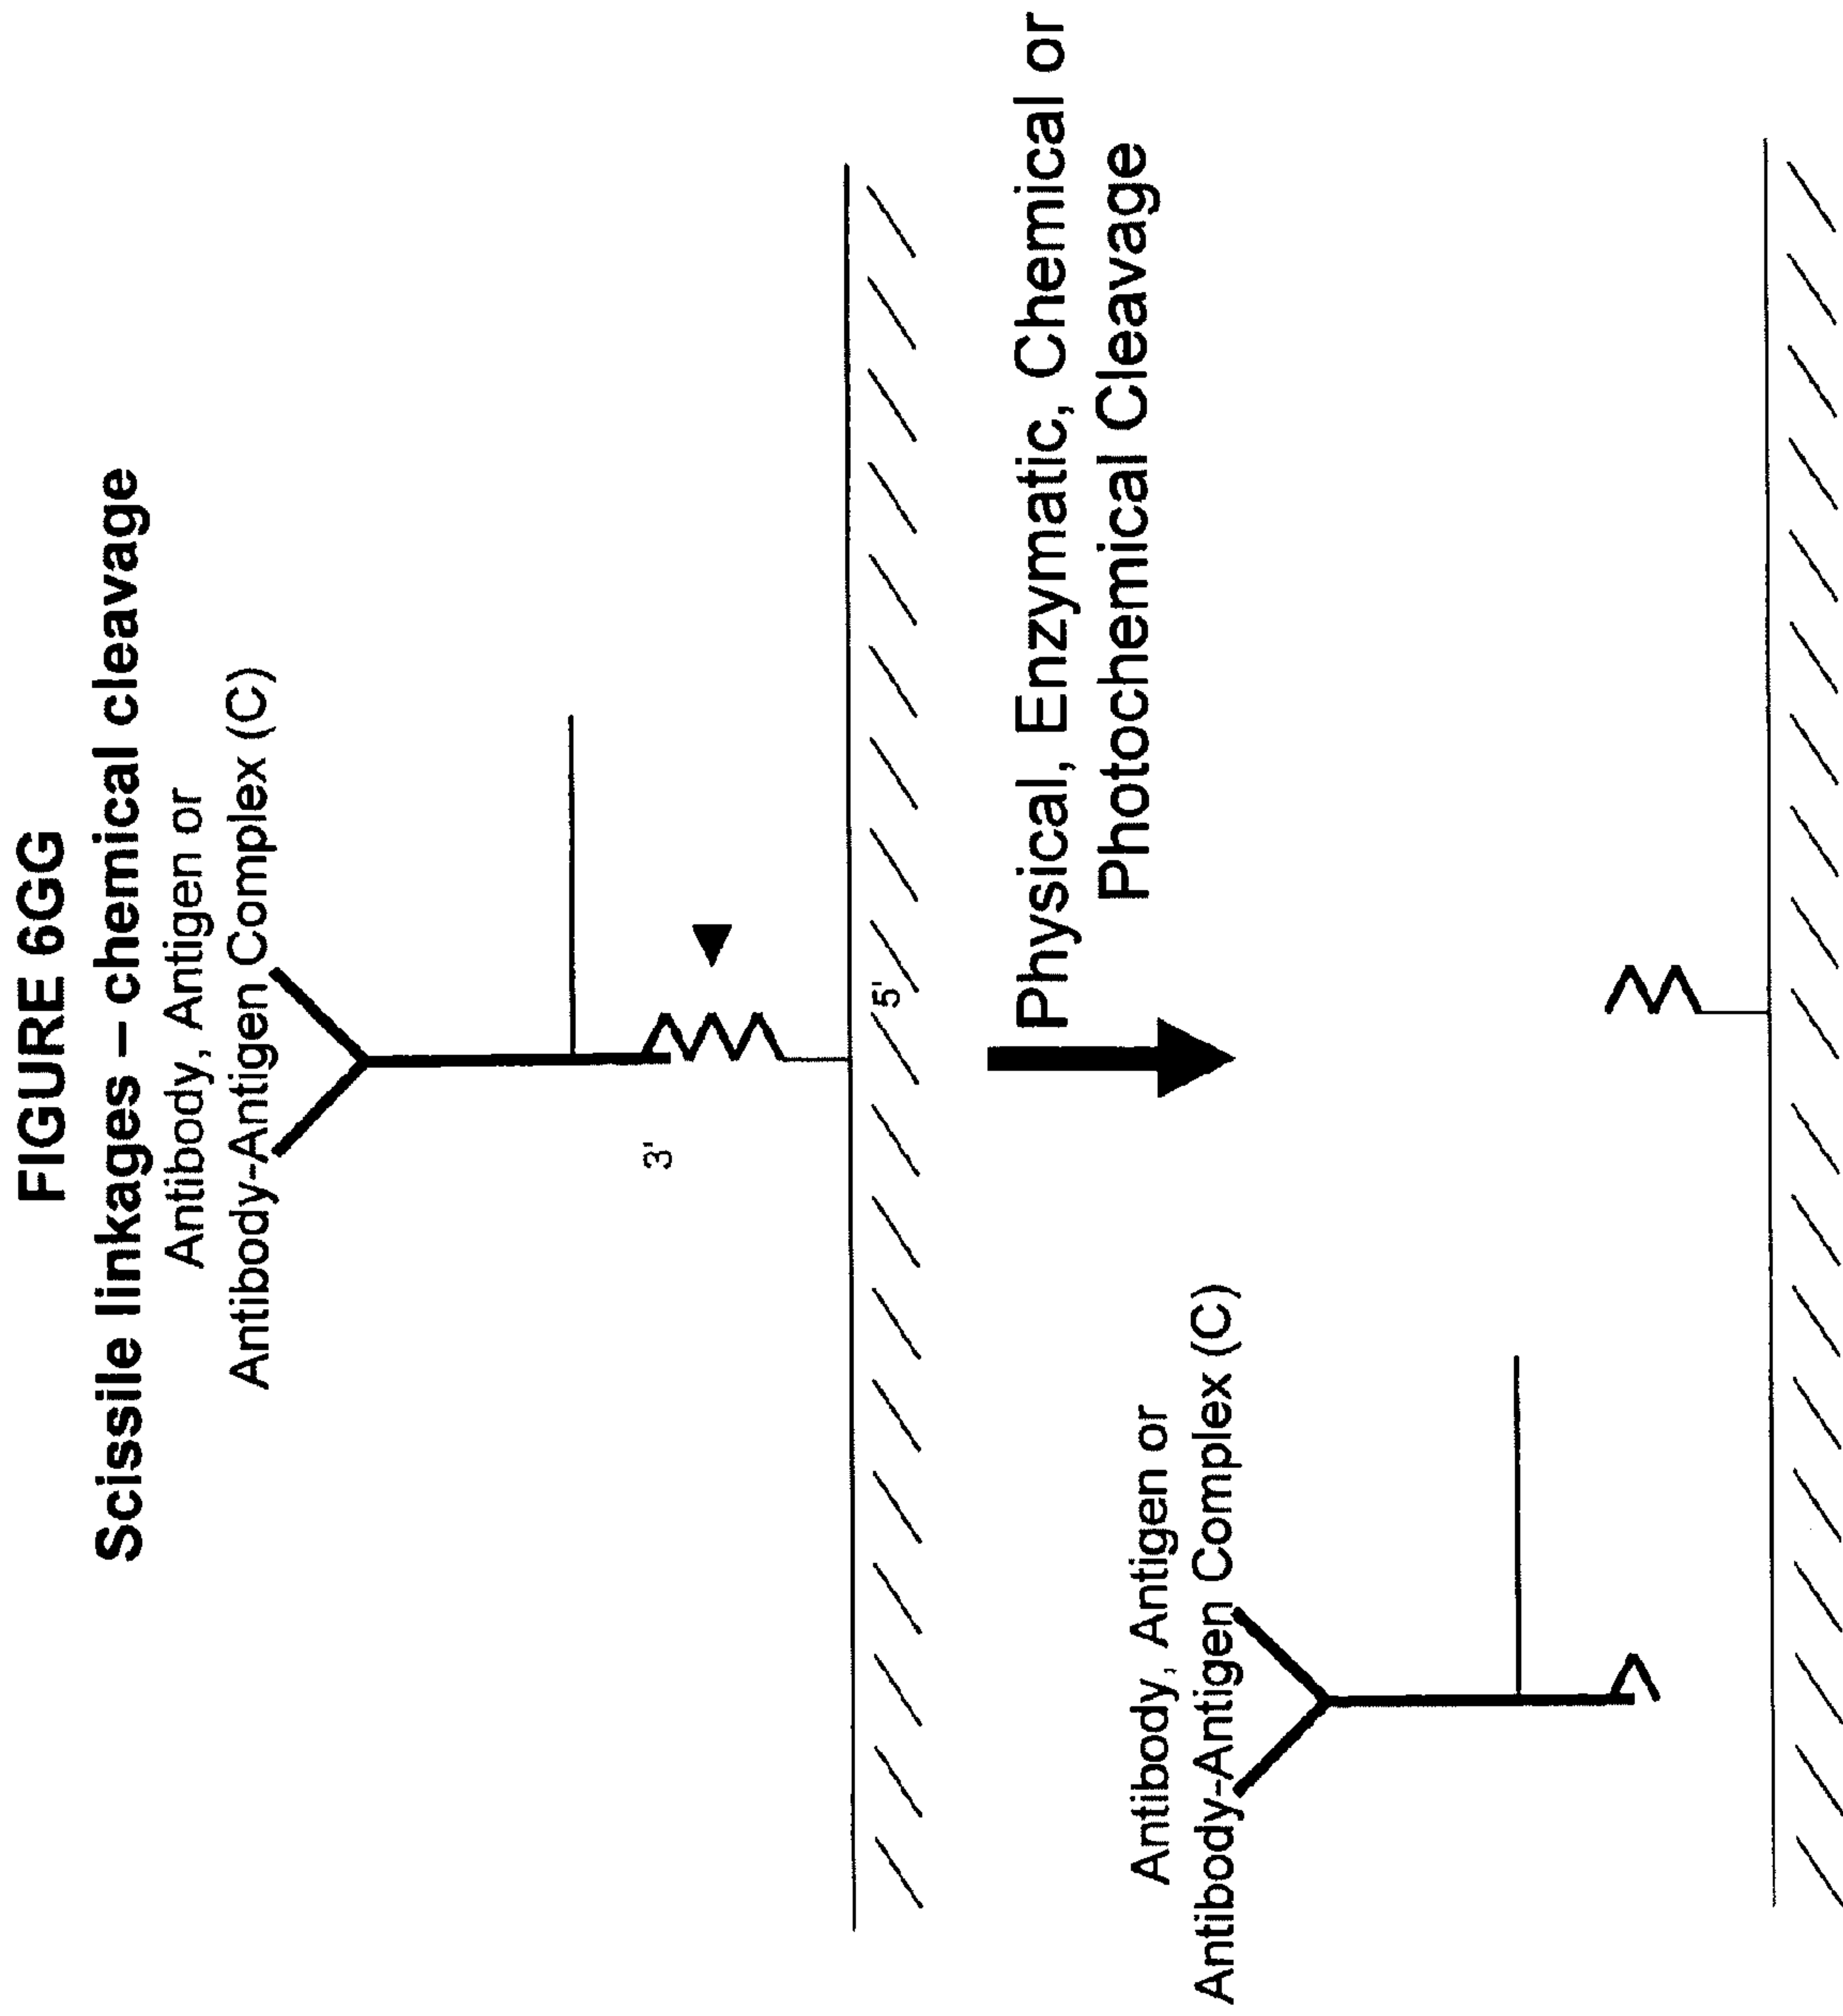 FIGURE 6GG
Scissile linkages – chemical cleavage
Antibody, Antigen or
Antibody-Antigen Complex (C)
3'
5'
Physical, Enzymatic, Chemical or
Photochemical Cleavage
Antibody, Antigen or
Antibody-Antigen Complex (C)